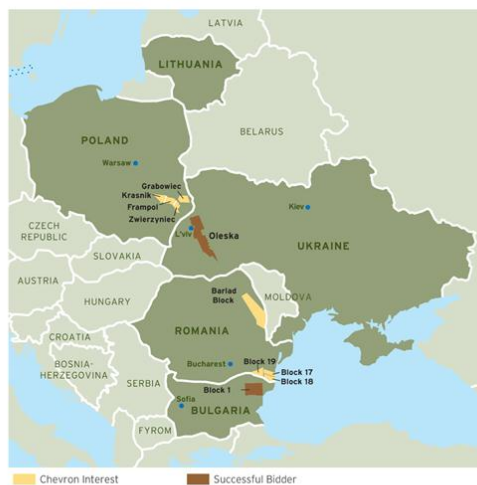 LATVIA
LITHUANIA
BELARUS
POLAND
Warsaw
Grabowiec
Krasnik
Frampol
Zwierzyniec
Kiev
L'viv
Oleska
UKRAINE
CZECH
REPUBLIC
SLOVAKIA
AUSTRIA
HUNGARY
Barlad
Block
MOLDOVA
ROMANIA
CROATIA
BOSNIA-
HERZEGOVINA
SERBIA
Bucharest
Block 19
Block 17
Block 18
Block 1
Sofia
BULGARIA
FYROM
Chevron Interest
Successful Bidder